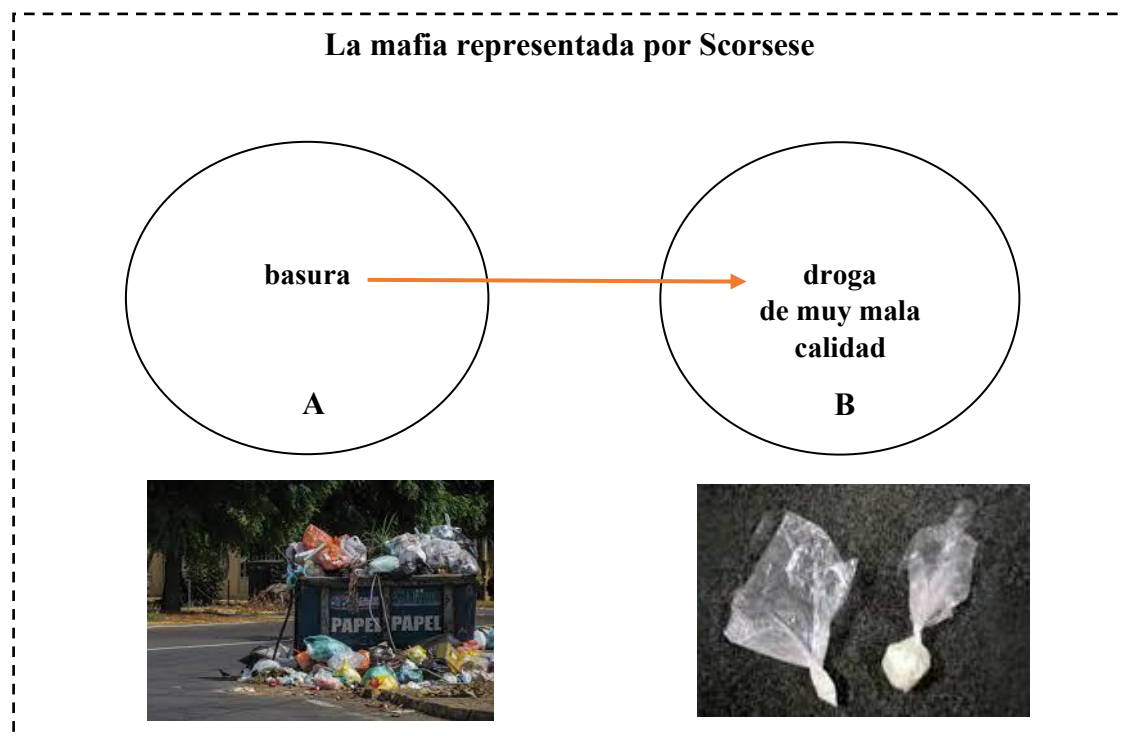 La mafia representada por Scorsese
basura
droga
de muy mala
calidad
A
B
PAPEL PAPEL